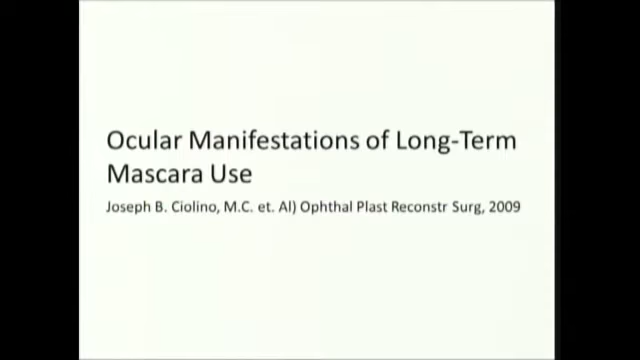 Ocular Manifestations of Long-Term
Mascara Use
Joseph B. Ciolino, M.C. et. Al) Ophthal Plast Reconstr Surg, 2009